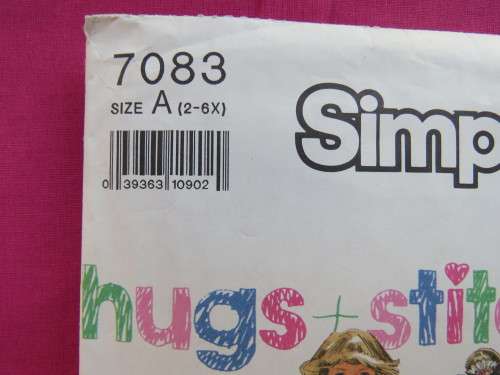 7083
SIZE A (2-6X)
Simp
0 39363 10902
hugs + stit